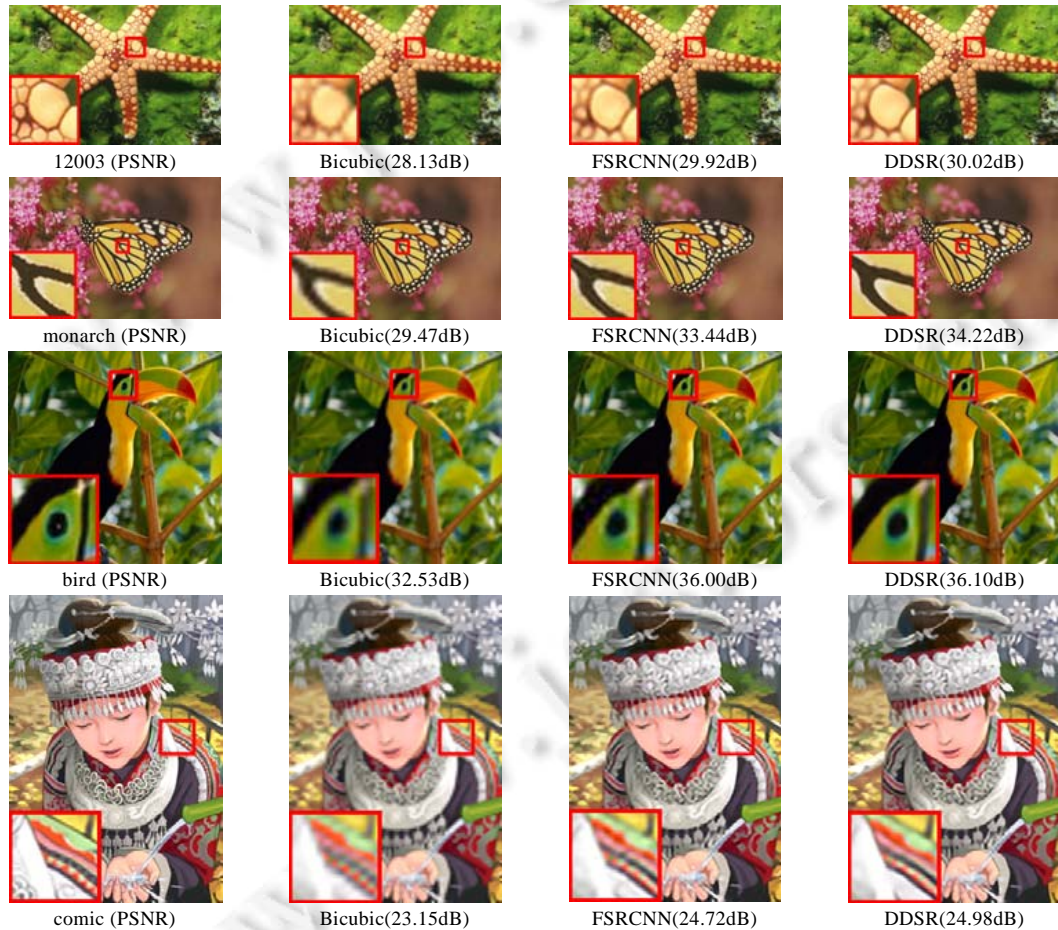 12003 (PSNR) Bicubic(28.13dB) FSRCNN(29.92dB) DDSR(30.02dB)
monarch (PSNR) Bicubic(29.47dB) FSRCNN(33.44dB) DDSR(34.22dB)
bird (PSNR) Bicubic(32.53dB) FSRCNN(36.00dB) DDSR(36.10dB)
comic (PSNR) Bicubic(23.15dB) FSRCNN(24.72dB) DDSR(24.98dB)